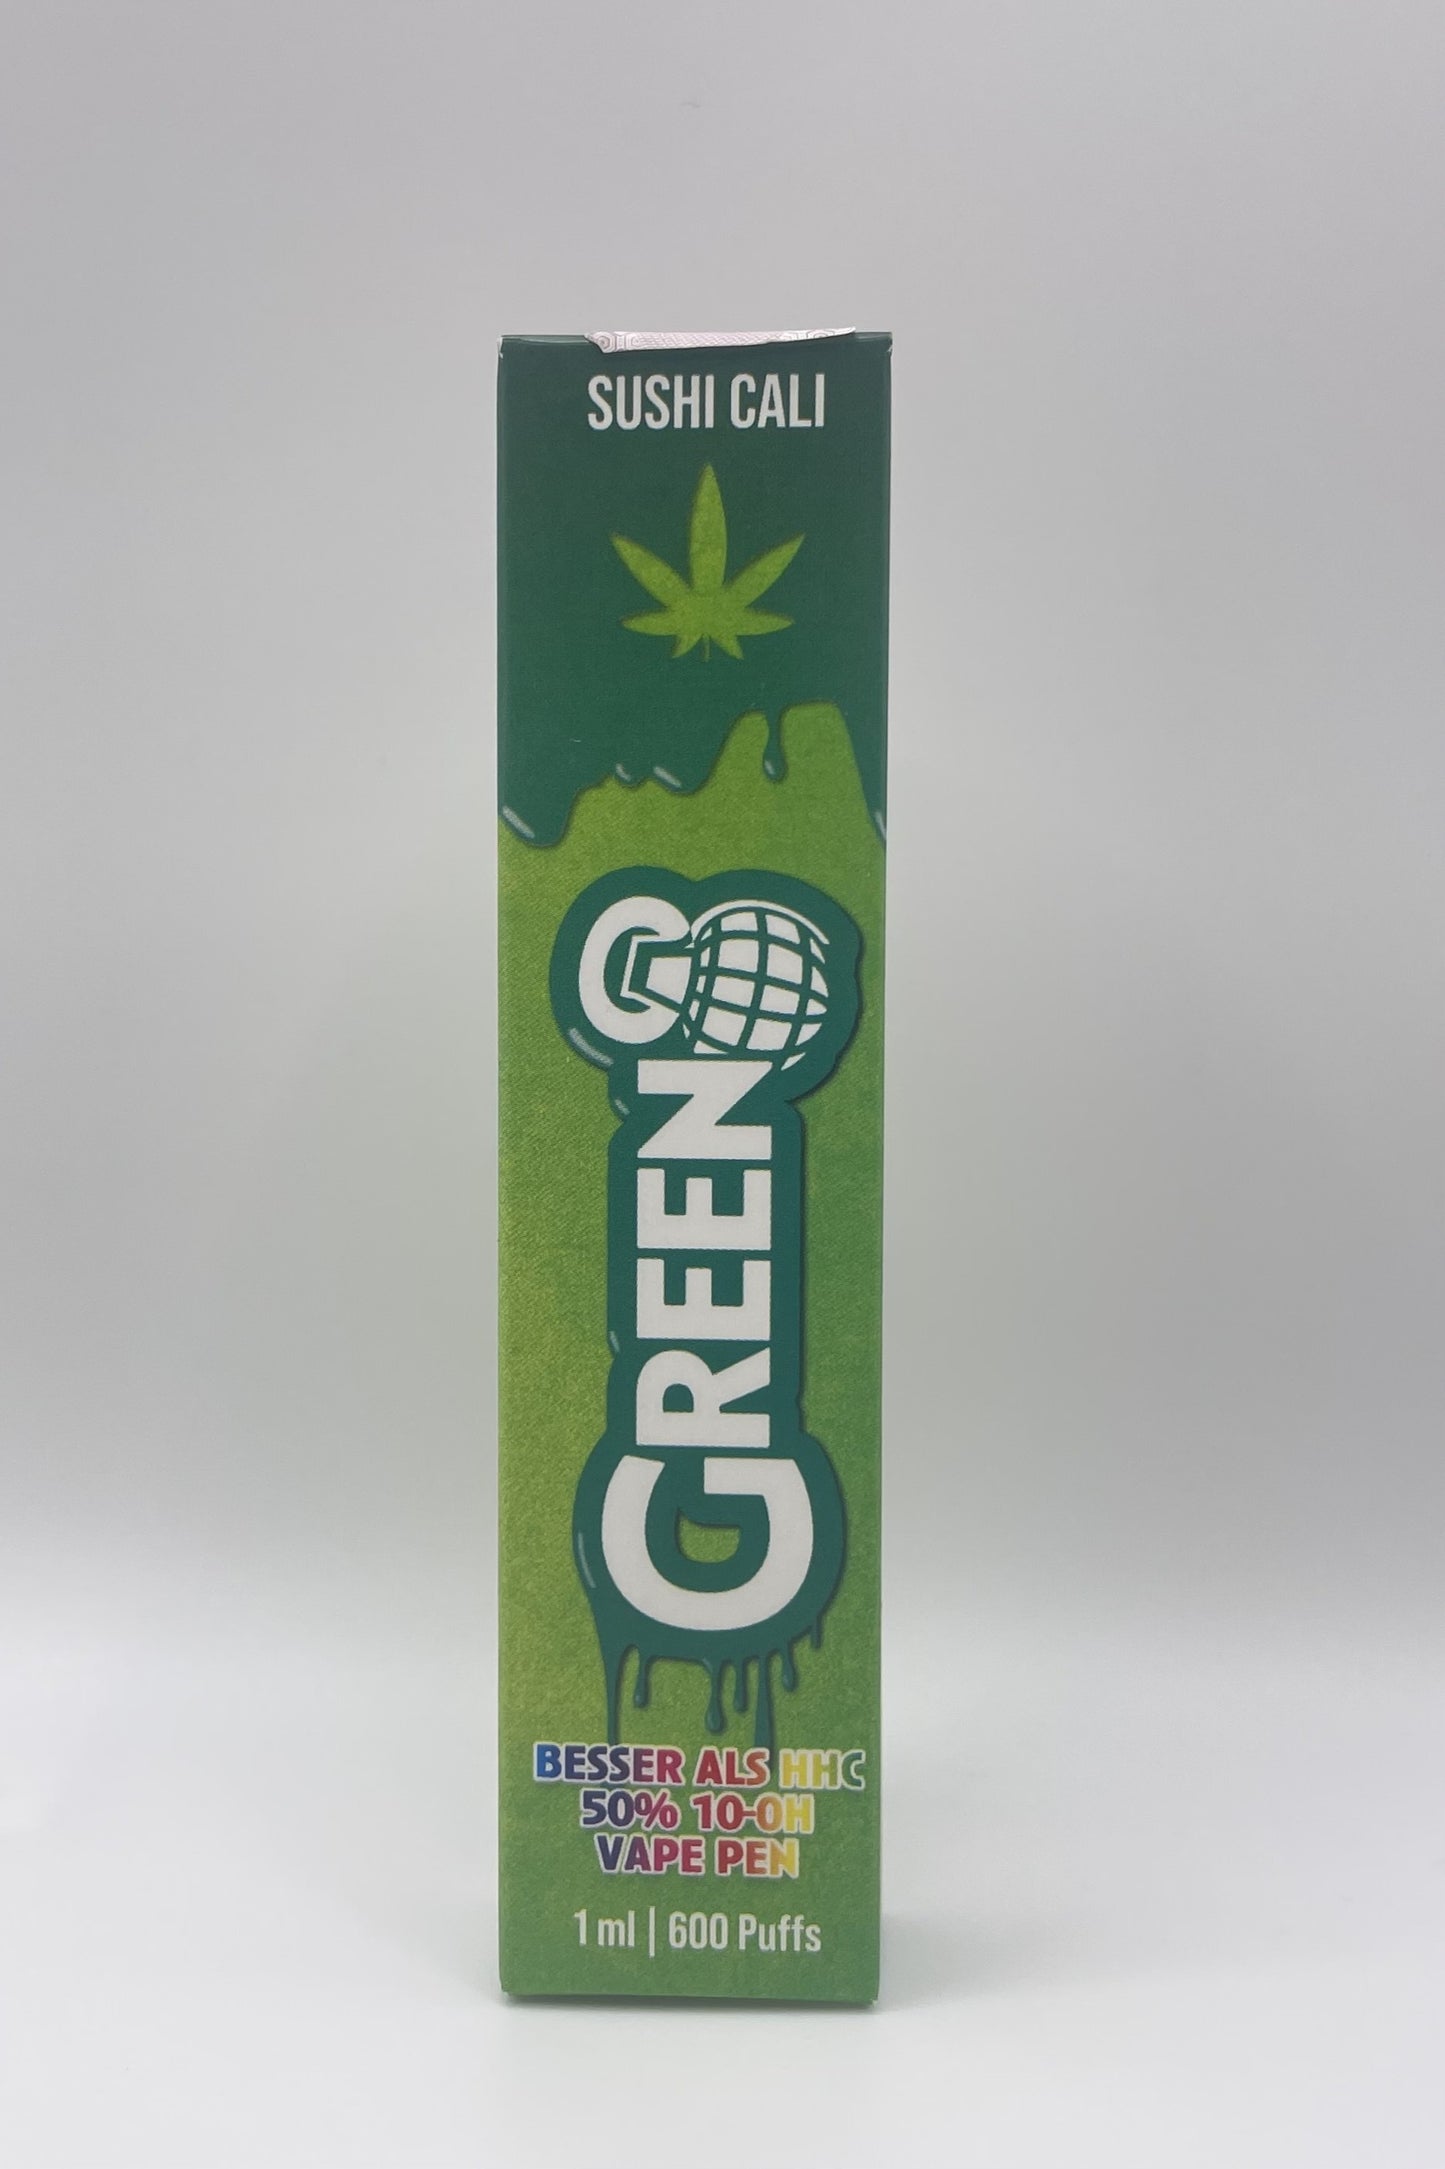 SUSHI CALI
GREEN
BESSER ALS HHC
50% 10-OH
VAPE PEN
1 ml | 600 Puffs